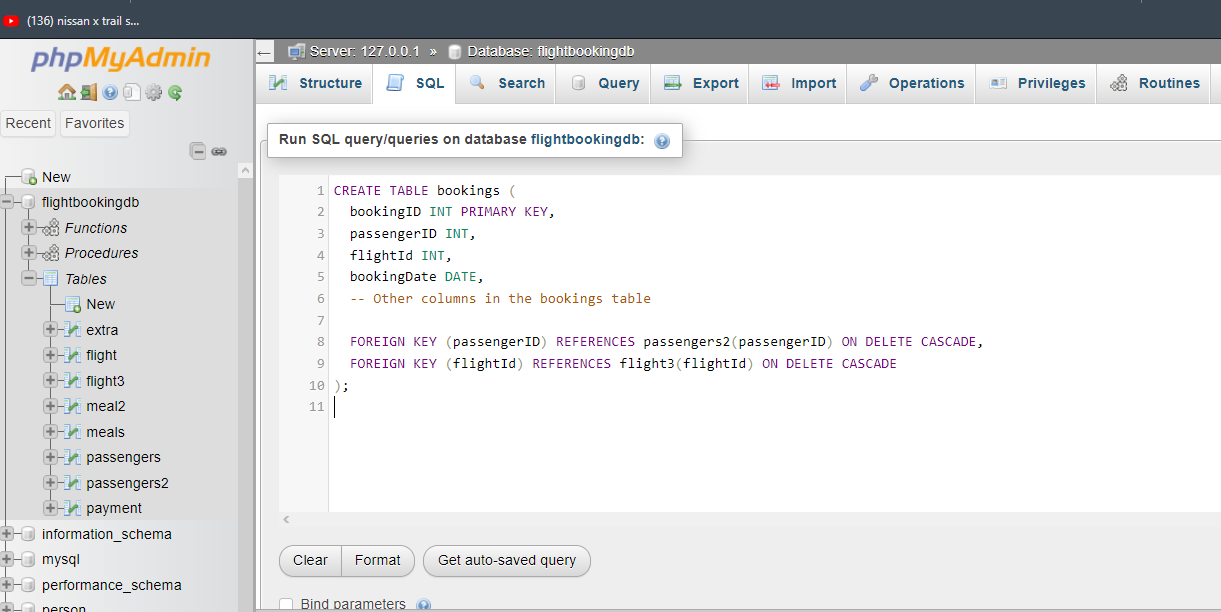 (136) nissan x trail s...
phpMyAdmin
Recent Favorites
New
flightbookingdb
Functions
Procedures
Tables
New
extra
flight
flight3
meal2
meals
passengers
passengers2
payment
information_schema
mysql
performance_schema
person
Server: 127.0.0.1 » Database: flightbookingdb
Structure SQL Search Query Export Import Operations Privileges Routines
Run SQL query/queries on database flightbookingdb:
1 CREATE TABLE bookings (
2 bookingID INT PRIMARY KEY,
3 passengerID INT,
4 flightId INT,
5 bookingDate DATE,
6 -- Other columns in the bookings table
7
8 FOREIGN KEY (passengerID) REFERENCES passengers2(passengerID) ON DELETE CASCADE,
9 FOREIGN KEY (flightId) REFERENCES flight3(flightId) ON DELETE CASCADE
10 );
11
Clear Format Get auto-saved query
Bind parameters